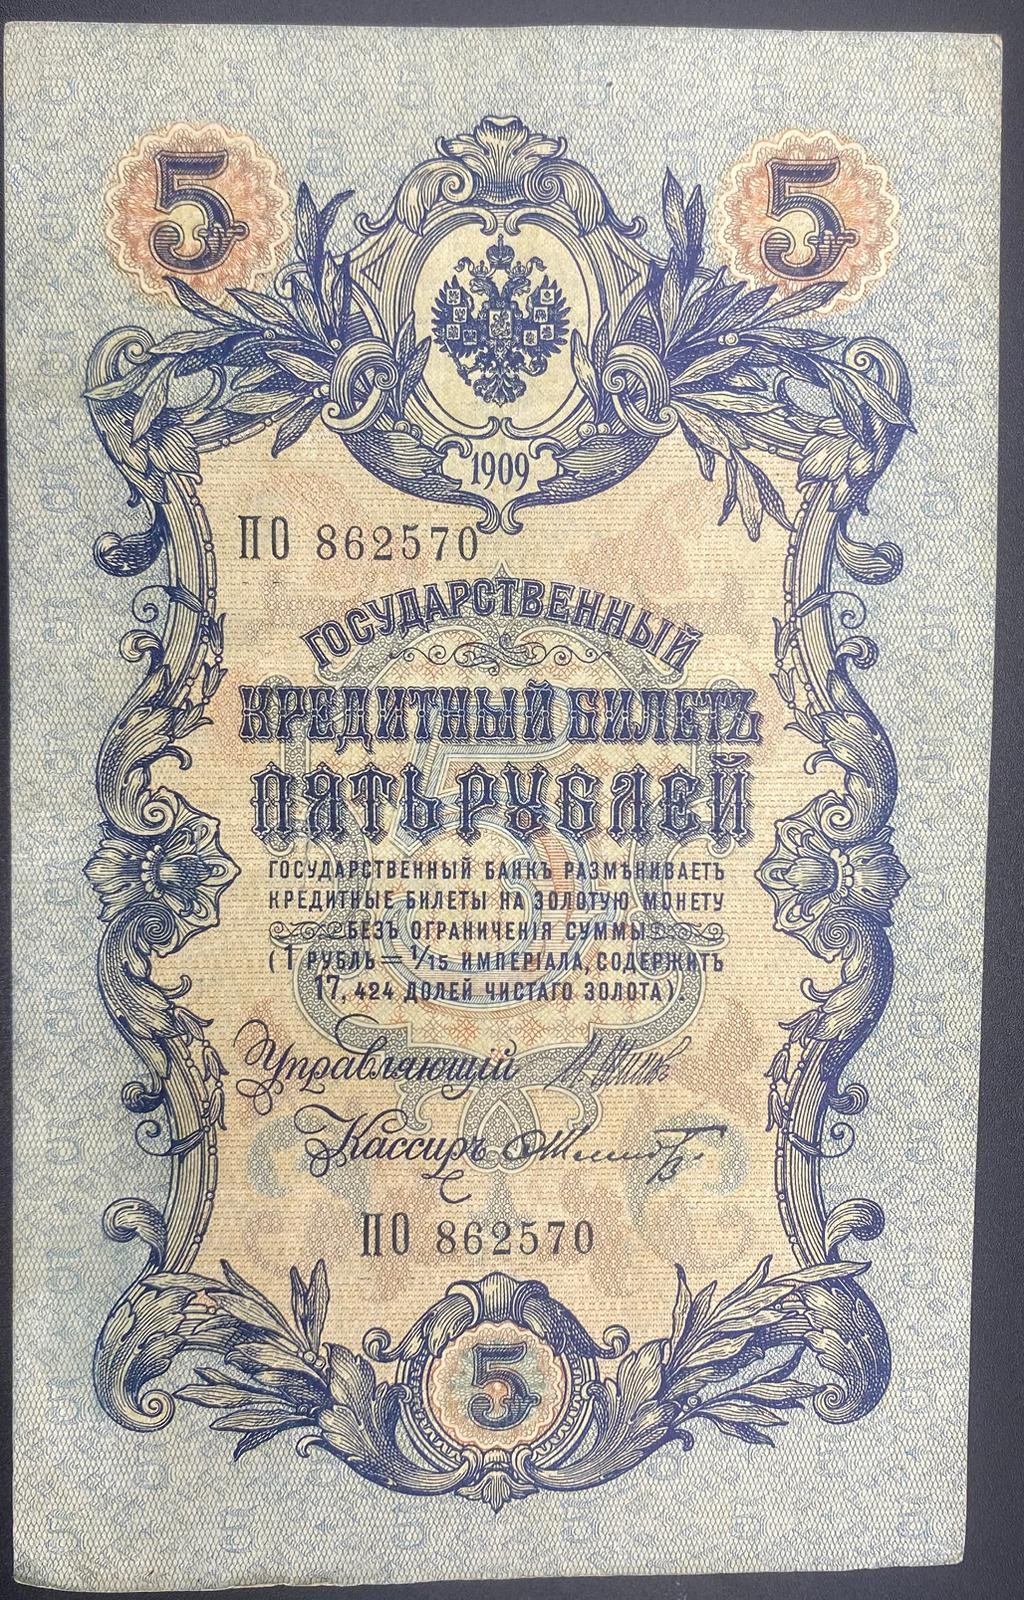 5 5
1909
ПО 862570
ГОСУДАРСТВЕННЫЙ
КРЕДИТНЫЙ БИЛЕТЪ
ПЯТЬ РУБЛЕЙ
ГОСУДАРСТВЕННЫЙ БАНКЪ РАЗМѢНИВАЕТЪ
КРЕДИТНЫЕ БИЛЕТЫ НА ЗОЛОТУЮ МОНЕТУ
БЕЗЪ ОГРАНИЧЕНІЯ СУММЫ
(1 РУБЛЬ = 1/15 ИМПЕРІАЛА, СОДЕРЖИТЪ
17,424 ДОЛЕЙ ЧИСТАГО ЗОЛОТА).
Управляющій
Кассиръ
ПО 862570
5